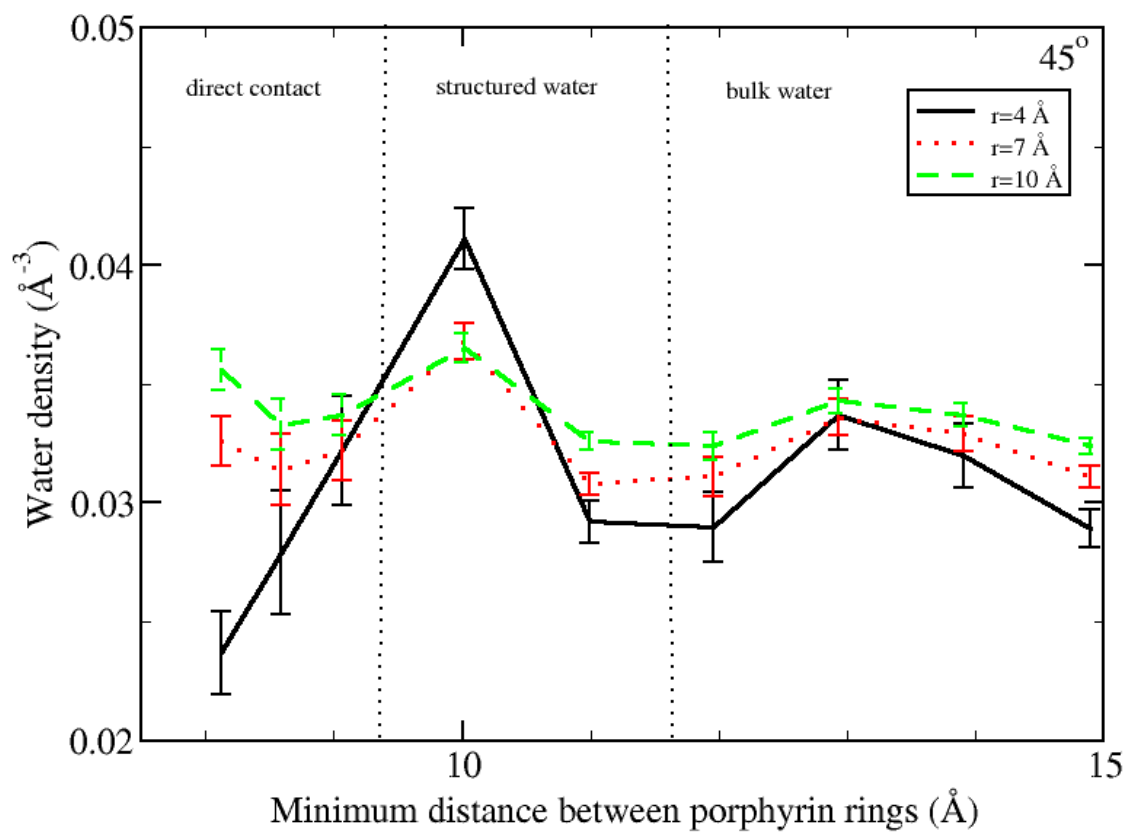 0.05
45°
direct contact
structured water
bulk water
r=4 Å
r=7 Å
r=10 Å
0.04
Water density (Å⁻³)
0.03
0.02
10
15
Minimum distance between porphyrin rings (Å)